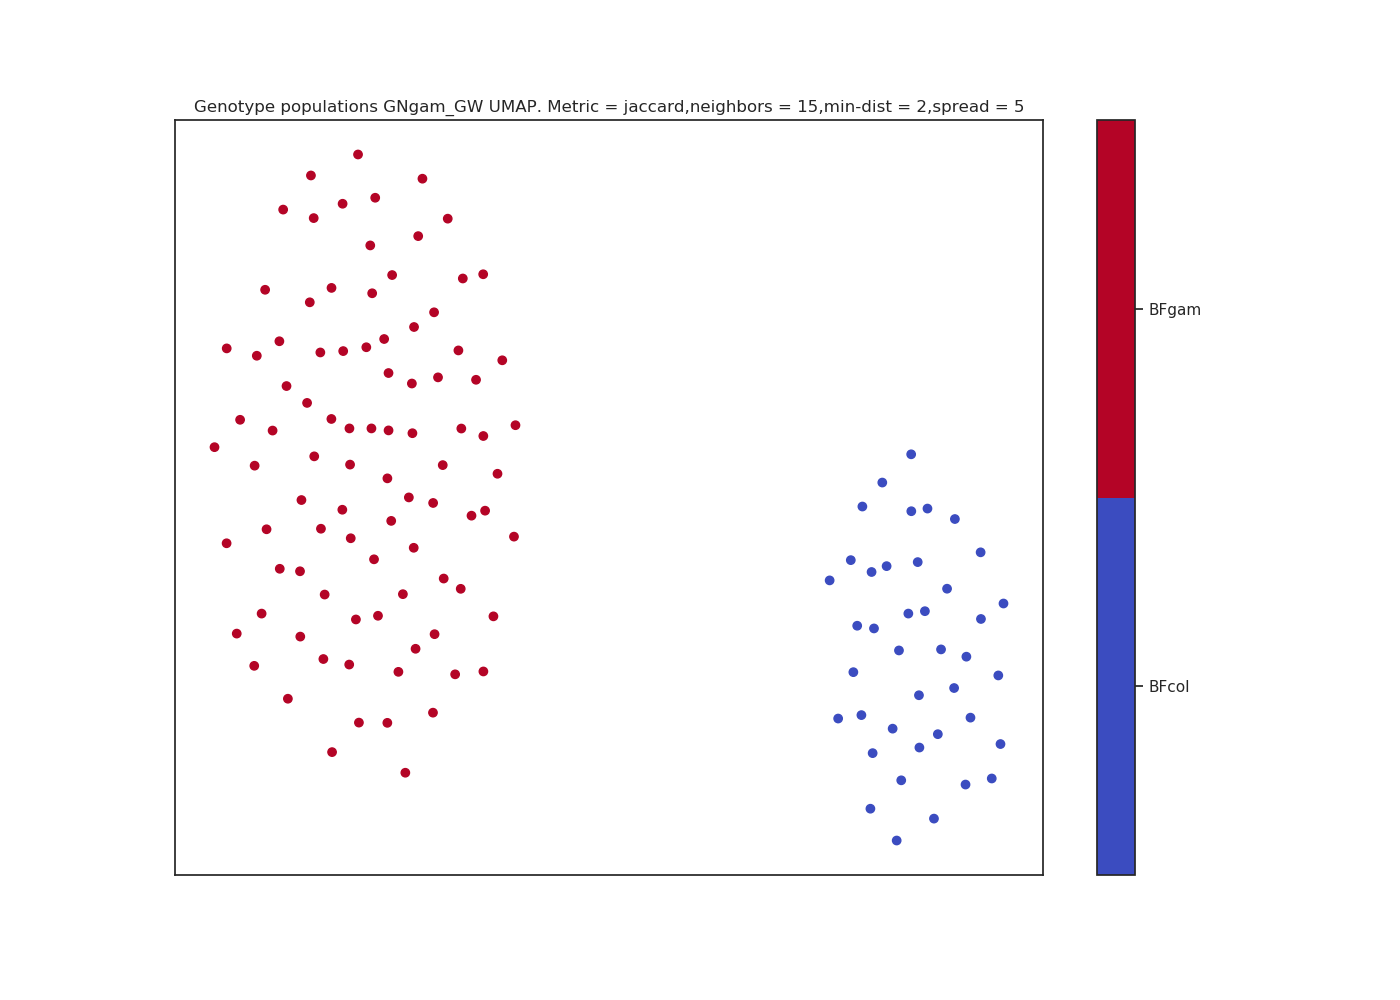 Genotype populations GNgam_GW UMAP. Metric = jaccard,neighbors = 15,min-dist = 2,spread = 5
BFgam
BFcol